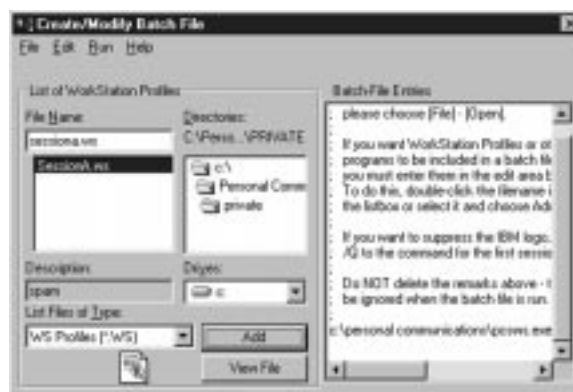 Create/Modify Batch File
File Edit Run Help
List of WorkStation Profiles
File Name:
sessiona.ws
SessionA.ws
Directories:
C:\Perso...\PRIVATE
c:\
Personal Comm
private
Description:
spam
Drives:
c:
List Files of Type:
WS Profiles (*.WS)
Add
View File
Batch-File Entries
; please choose [File] - [Open].
;
; If you want WorkStation Profiles or ot
; programs to be included in a batch file
; you must enter them in the edit area b
; To do this, double-click the filename i
; the listbox or select it and choose Add
;
; If you want to suppress the IBM logo,
; /Q to the command for the first sessio
;
; Do NOT delete the remarks above - t
; be ignored when the batch file is run.
c:\personal communications\pcsws.exe